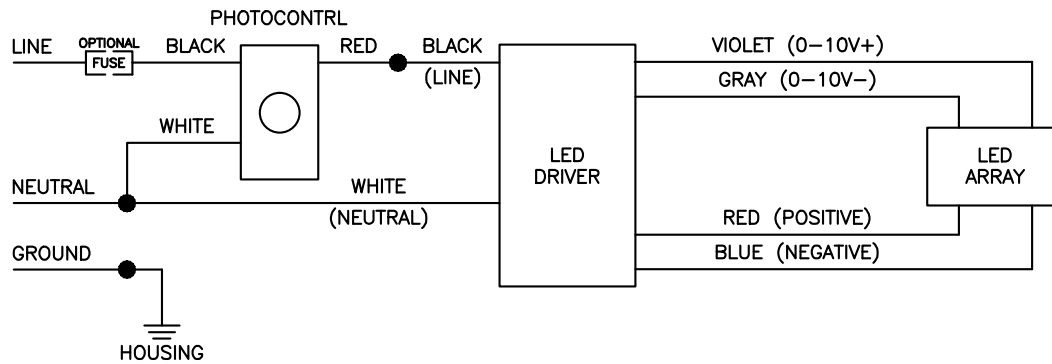 PHOTOCONTRL
LINE
OPTIONAL
FUSE
BLACK
RED
BLACK
(LINE)
VIOLET (0-10V+)
GRAY (0-10V-)
WHITE
LED
DRIVER
LED
ARRAY
NEUTRAL
WHITE
(NEUTRAL)
RED (POSITIVE)
BLUE (NEGATIVE)
GROUND
HOUSING